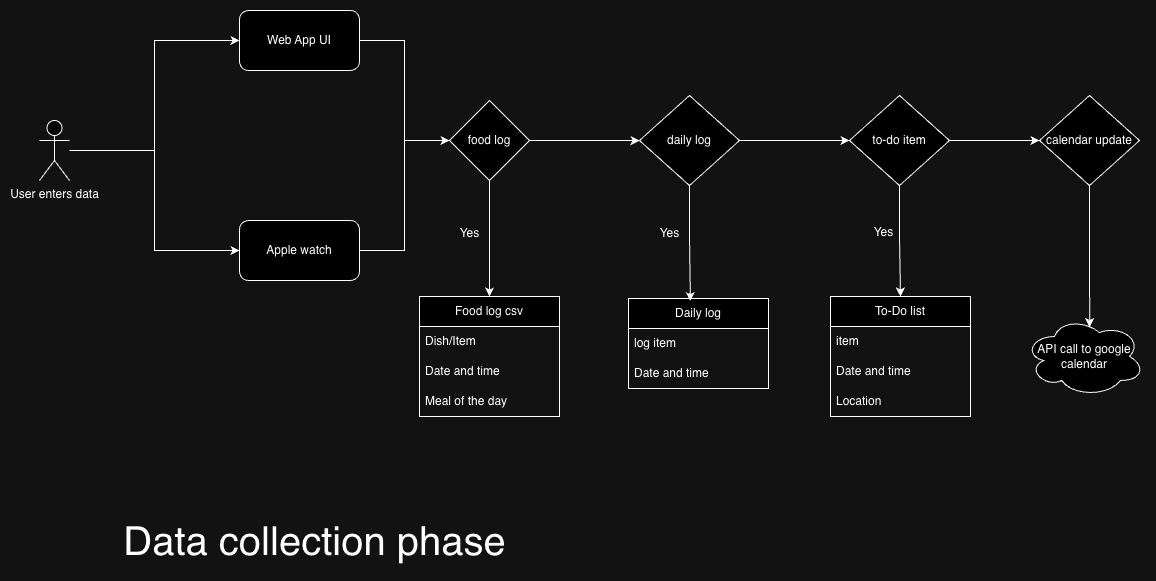 Web App UI
User enters data
Apple watch
food log
daily log
to-do item
calendar update
Yes
Yes
Yes
Food log csv
Dish/Item
Date and time
Meal of the day
Daily log
log item
Date and time
To-Do list
item
Date and time
Location
API call to google
calendar
Data collection phase